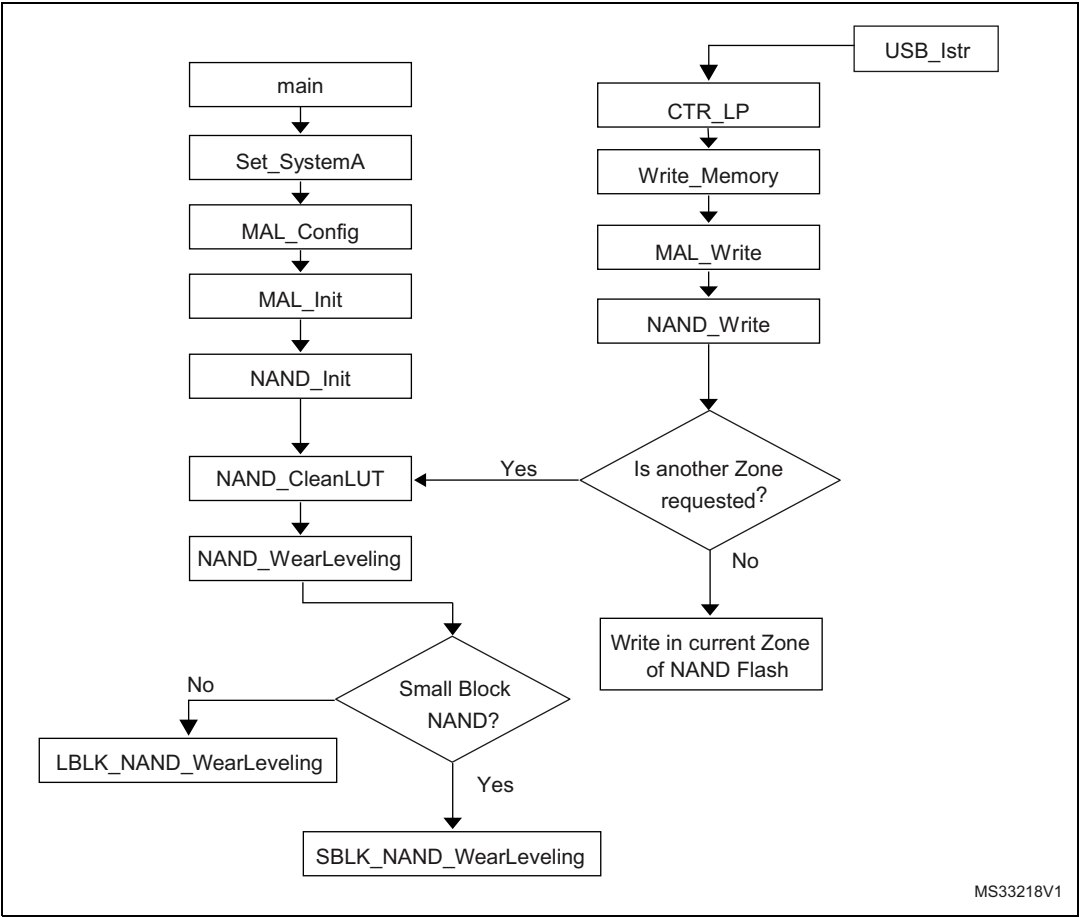 main
Set_SystemA
MAL_Config
MAL_Init
NAND_Init
NAND_CleanLUT
NAND_WearLeveling
Small Block
NAND?
No
LBLK_NAND_WearLeveling
Yes
SBLK_NAND_WearLeveling
USB_Istr
CTR_LP
Write_Memory
MAL_Write
NAND_Write
Is another Zone
requested?
Yes
No
Write in current Zone
of NAND Flash
MS33218V1